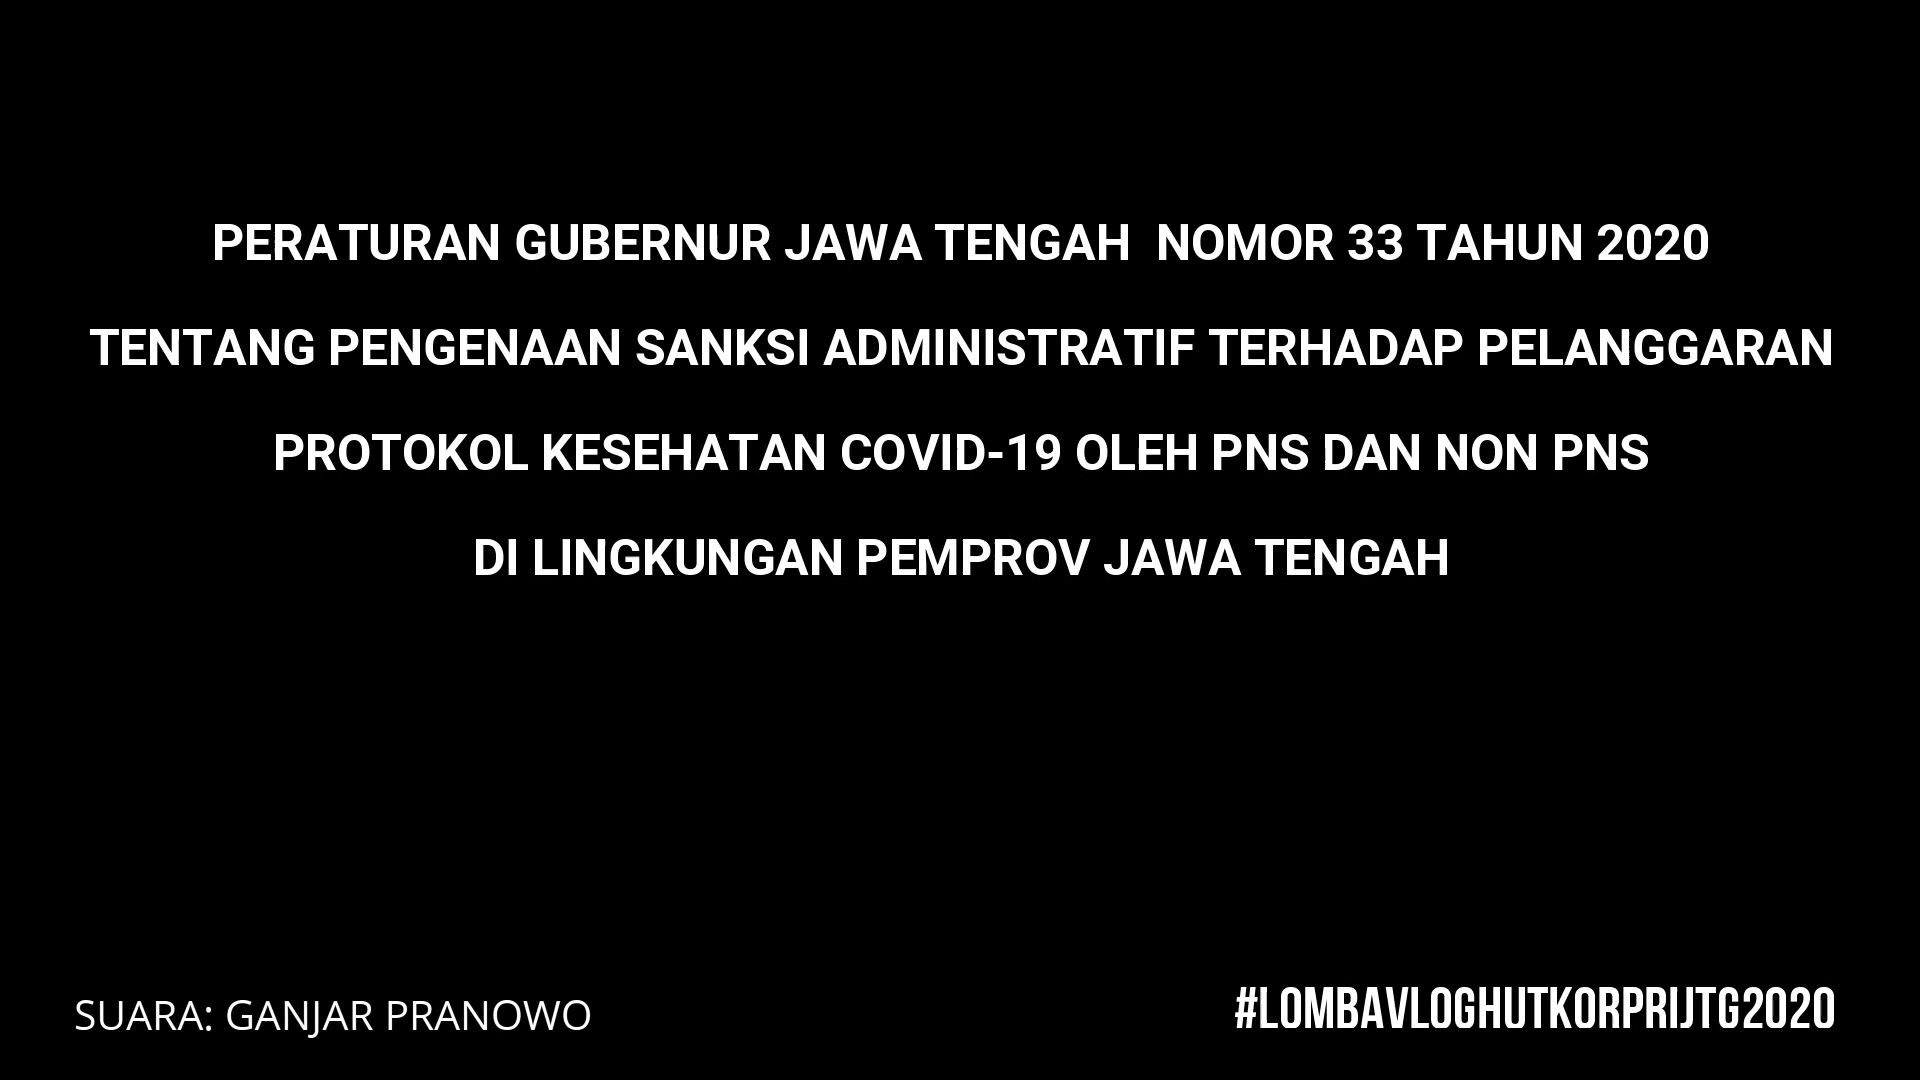 PERATURAN GUBERNUR JAWA TENGAH  NOMOR 33 TAHUN 2020
TENTANG PENGENAAN SANKSI ADMINISTRATIF TERHADAP PELANGGARAN
PROTOKOL KESEHATAN COVID-19 OLEH PNS DAN NON PNS
DI LINGKUNGAN PEMPROV JAWA TENGAH
SUARA: GANJAR PRANOWO
#LOMBAVLOGHUTKORPRIJTG2020